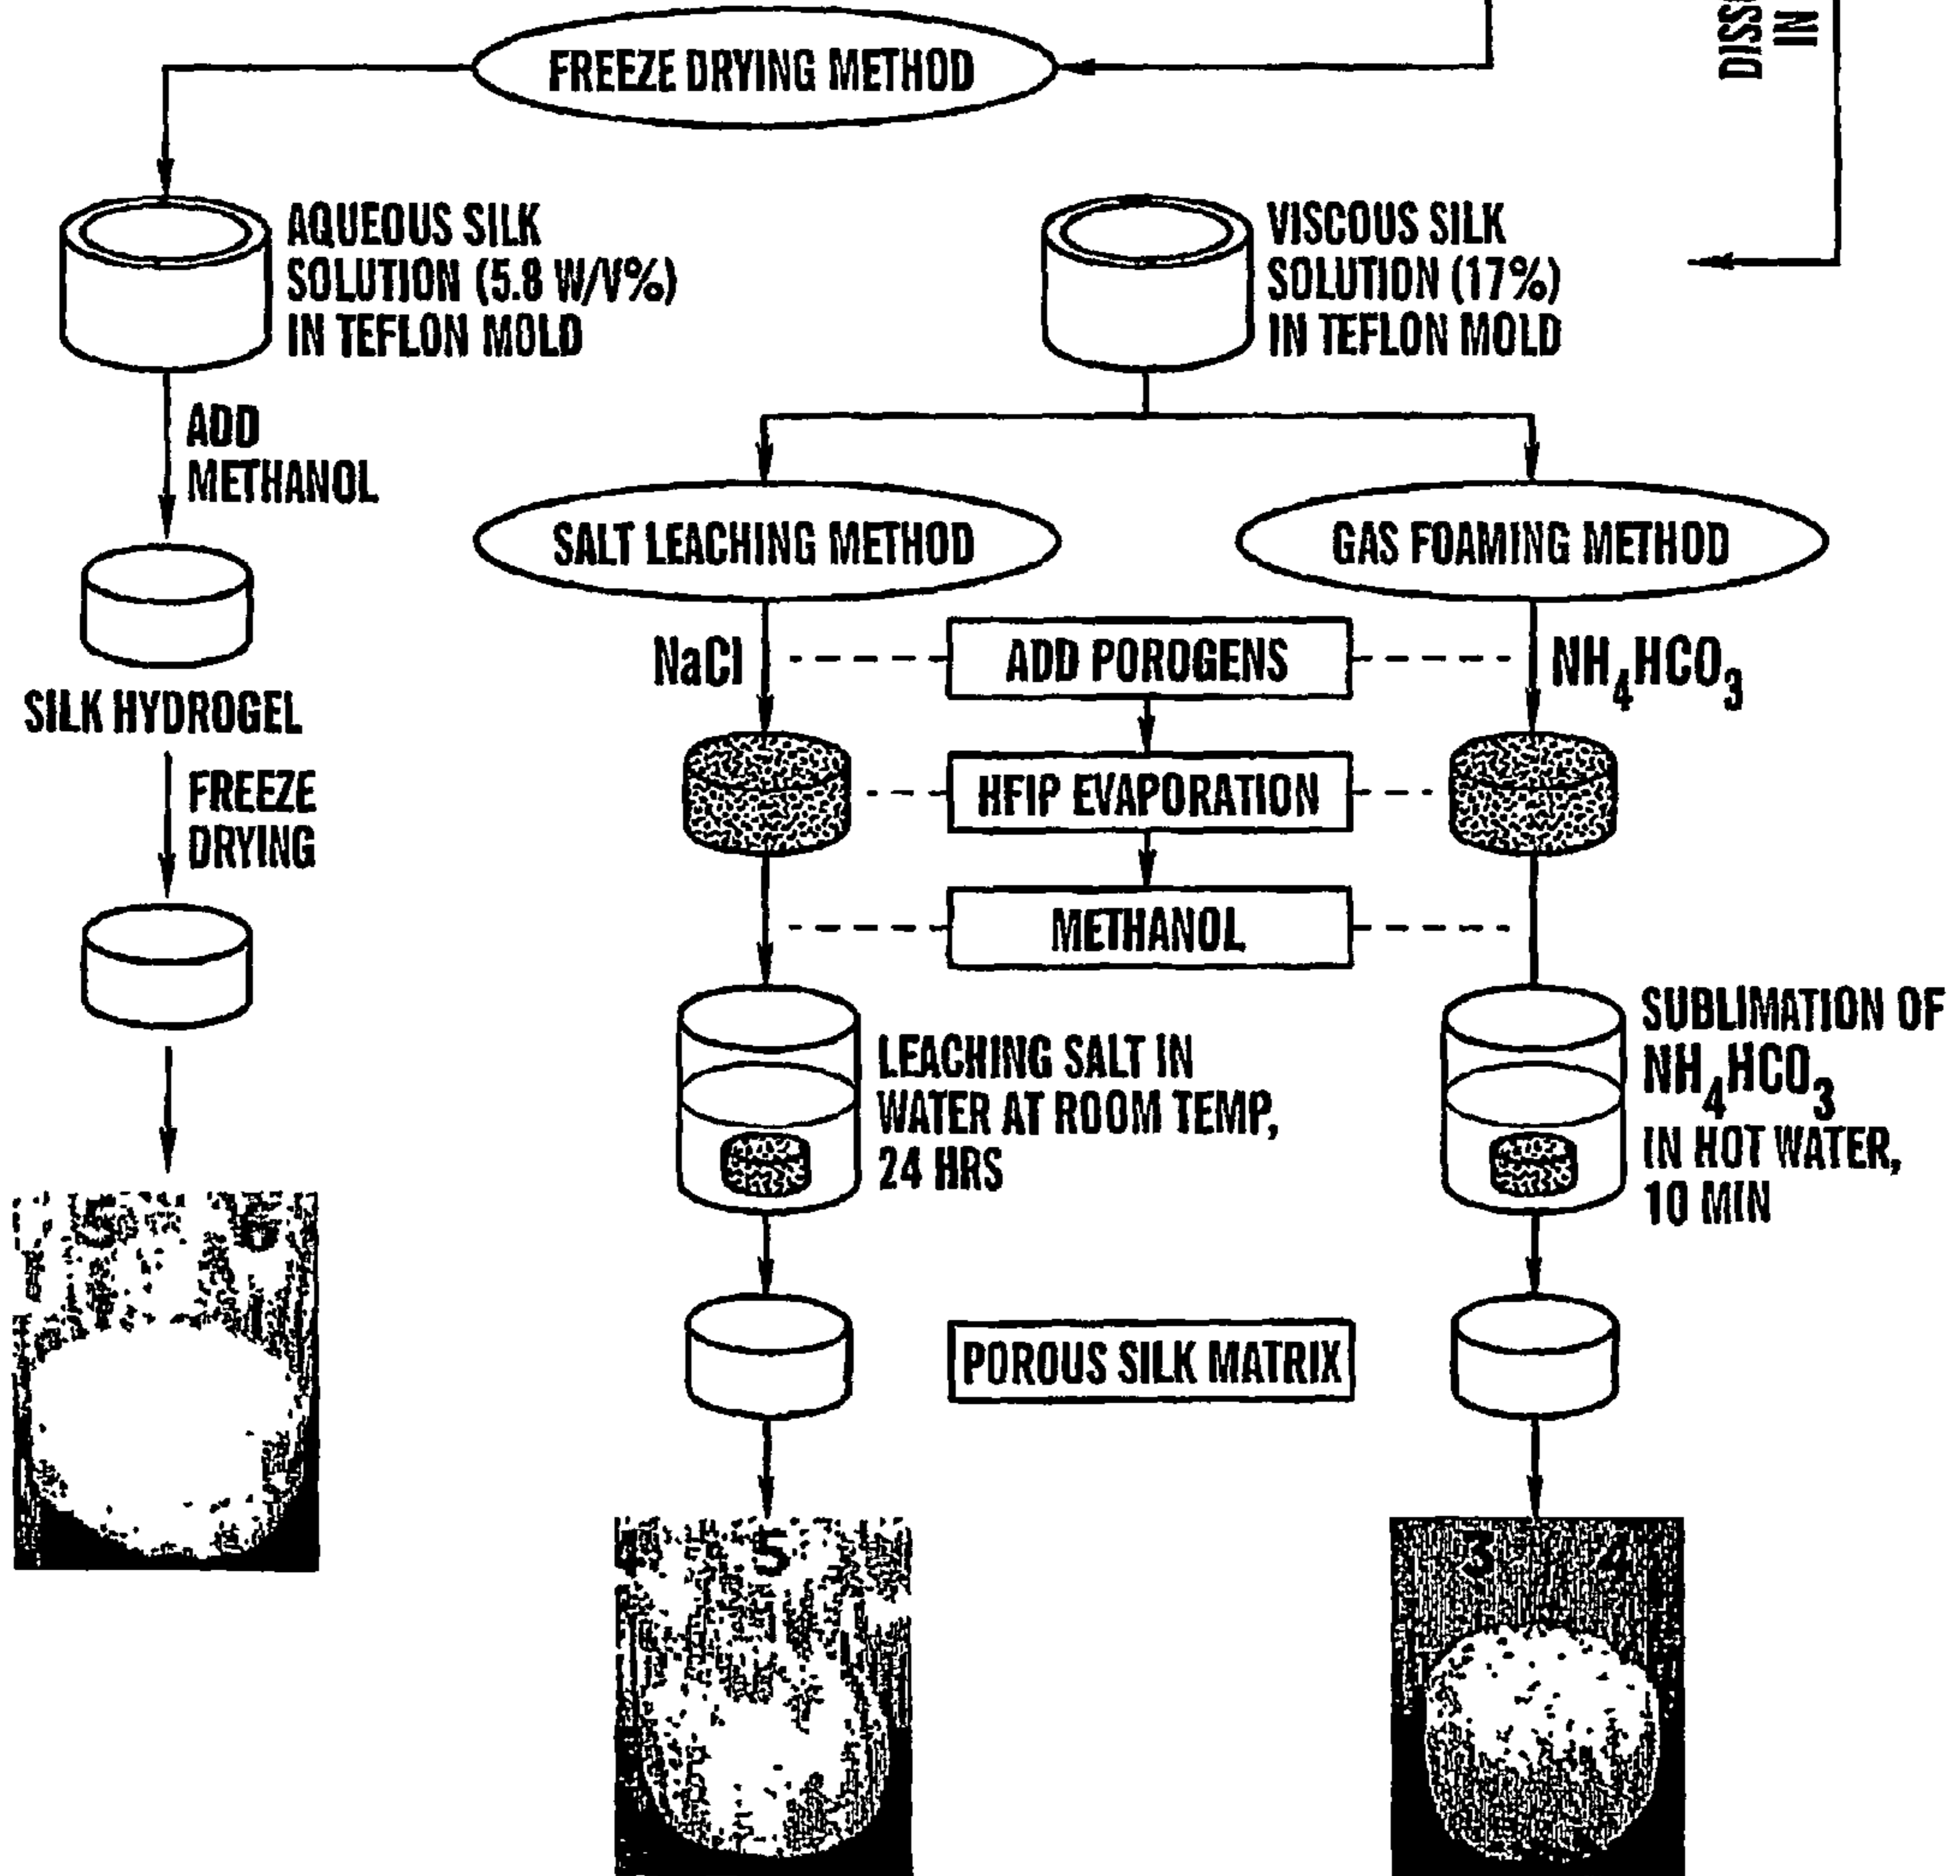 DISS
IN
FREEZE DRYING METHOD
AQUEOUS SILK
SOLUTION (5.8 W/V%)
IN TEFLON MOLD
VISCOUS SILK
SOLUTION (17%)
IN TEFLON MOLD
ADD
METHANOL
SALT LEACHING METHOD
GAS FOAMING METHOD
NaCl
ADD POROGENS
NH4HCO3
SILK HYDROGEL
FREEZE
DRYING
HFIP EVAPORATION
METHANOL
LEACHING SALT IN
WATER AT ROOM TEMP,
24 HRS
SUBLIMATION OF
NH4HCO3
IN HOT WATER,
10 MIN
5 6
POROUS SILK MATRIX
4 5
3 4